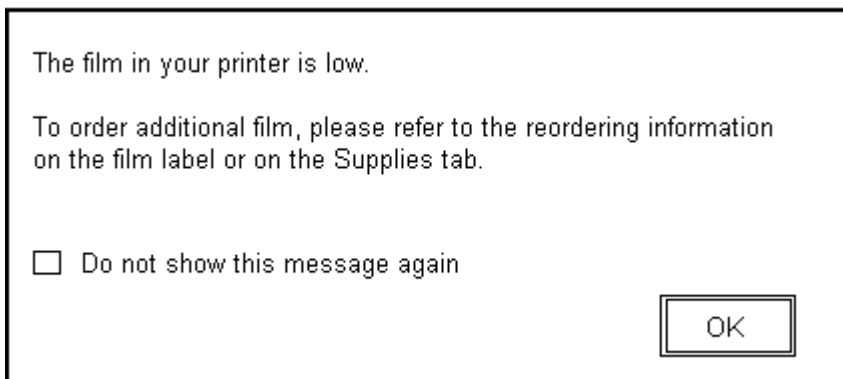 The film in your printer is low.
To order additional film, please refer to the reordering information
on the film label or on the Supplies tab.
Do not show this message again
OK